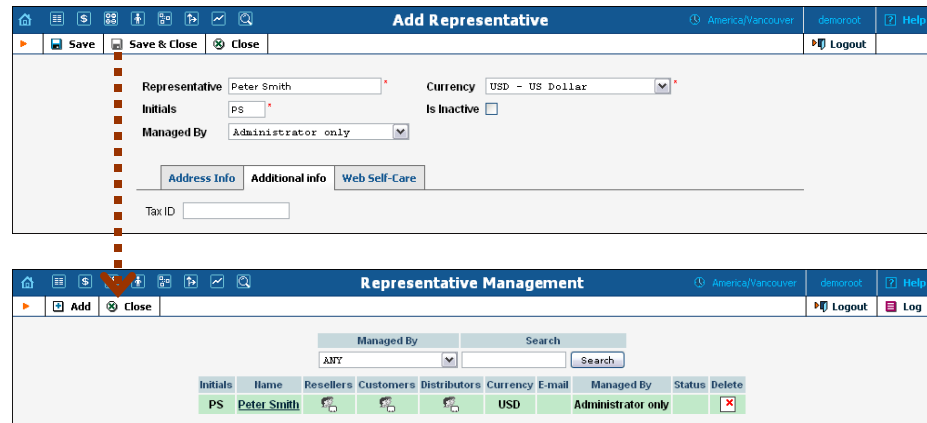 Add Representative America/Vancouver demoroot ? Help
Save Save & Close Close Logout
Representative Peter Smith * Currency USD - US Dollar *
Initials PS * Is Inactive
Managed By Administrator only
Address Info Additional info Web Self-Care
Tax ID
Representative Management America/Vancouver demoroot ? Help
Add Close Logout Log
Managed By Search
ANY Search
Initials Name Resellers Customers Distributors Currency E-mail Managed By Status Delete
PS Peter Smith USD Administrator only